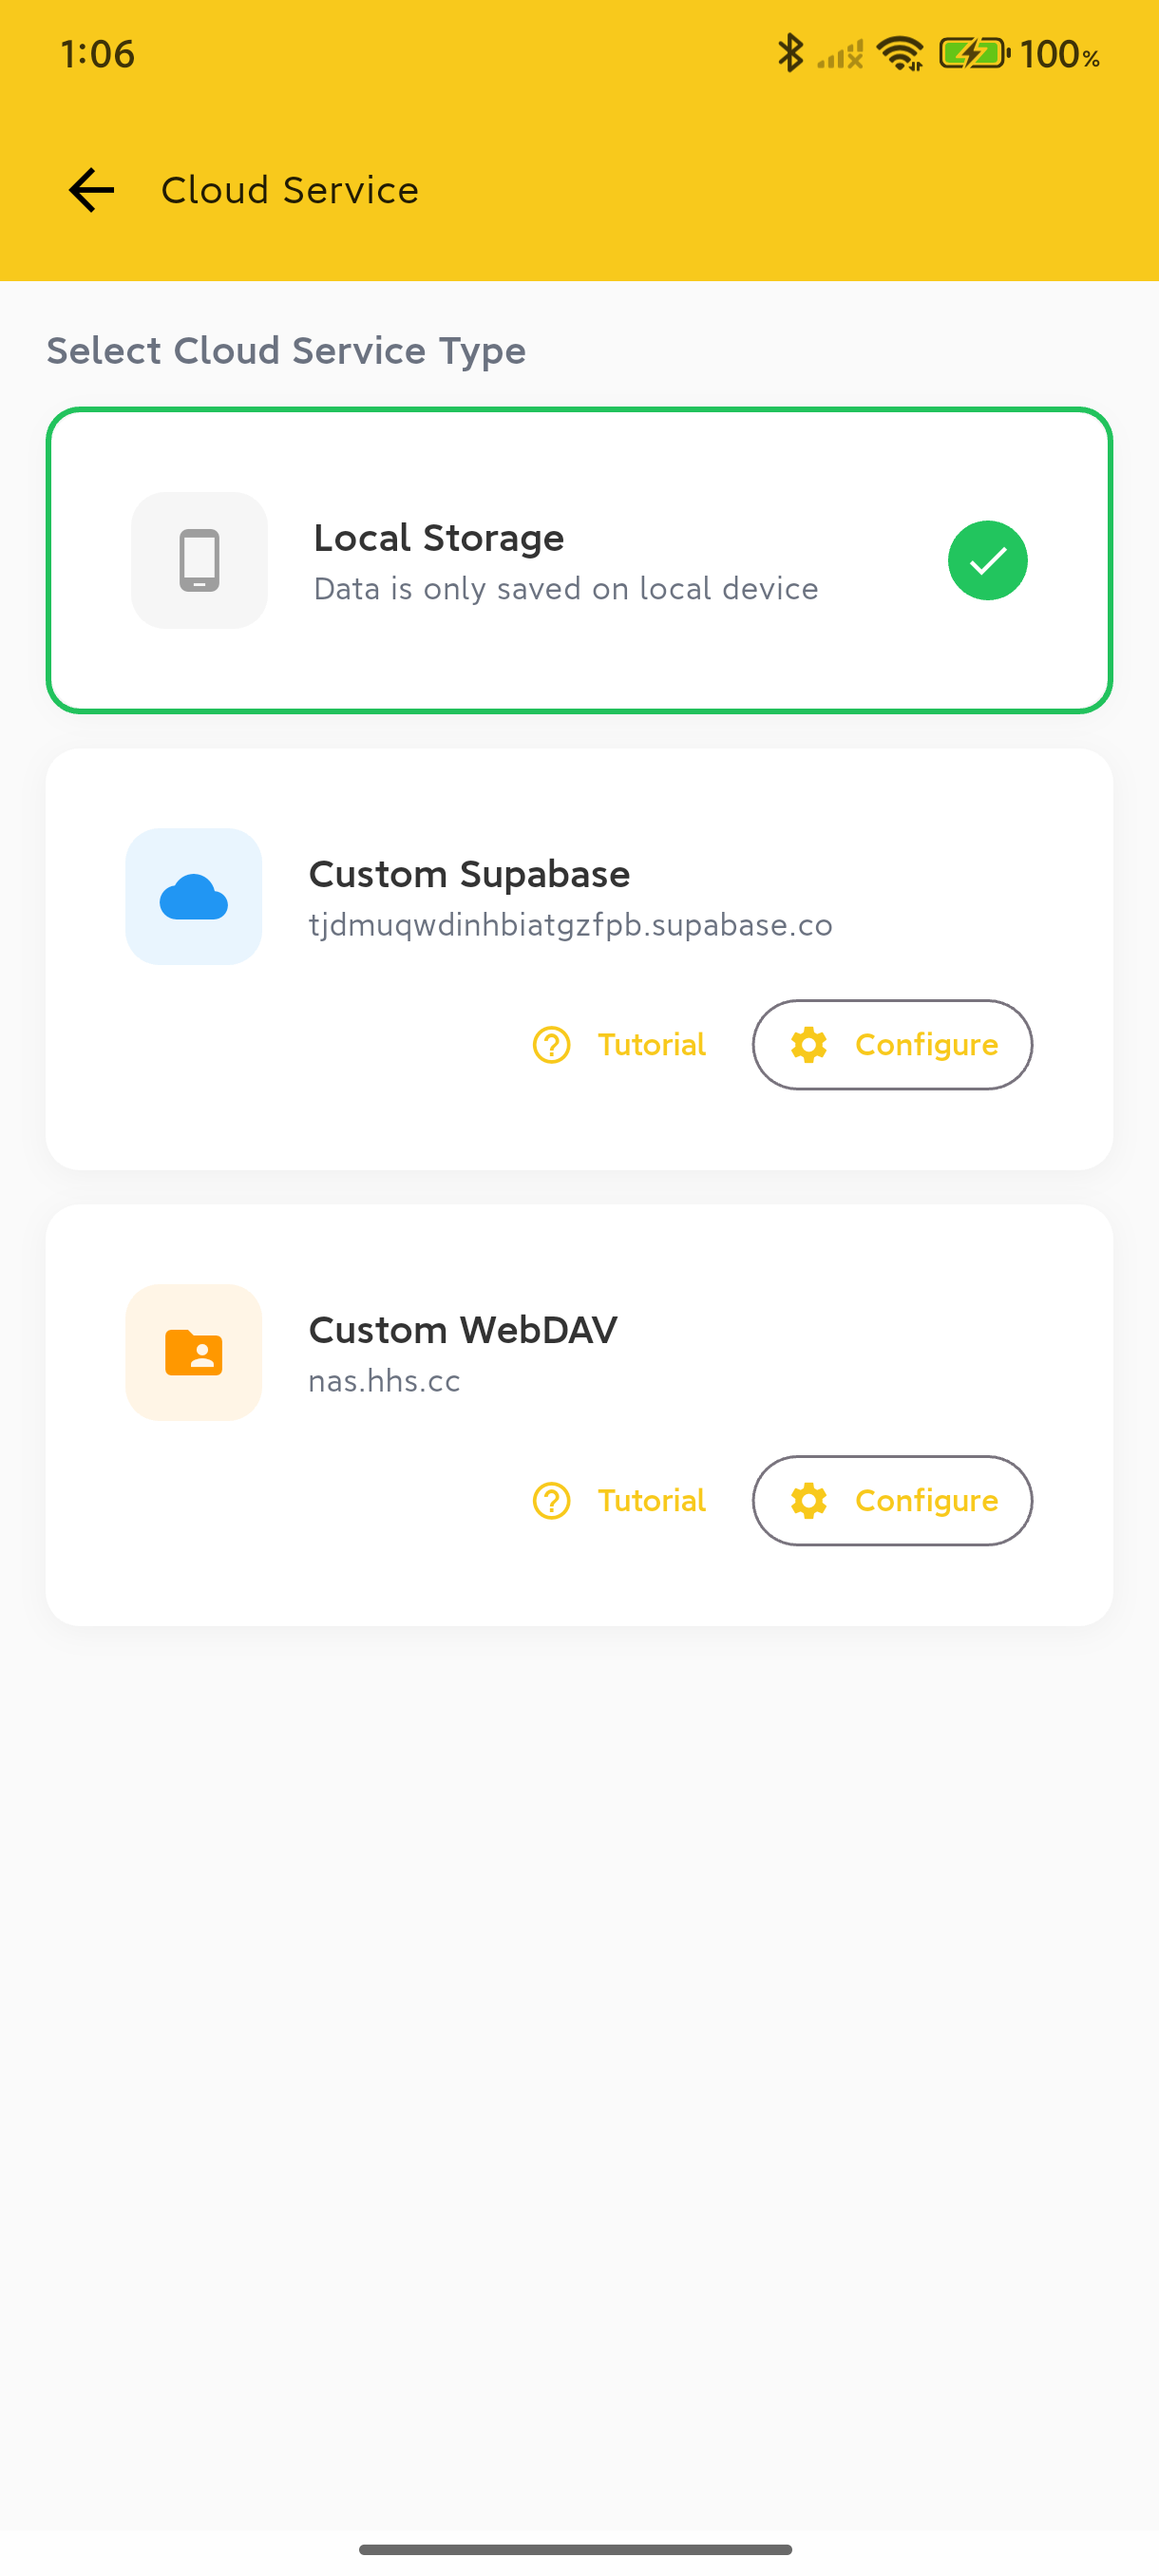 1:06
100%
Cloud Service
Select Cloud Service Type
Local Storage
Data is only saved on local device
Custom Supabase
tjdmuqwdinhbiatgzfpb.supabase.co
Tutorial
Configure
Custom WebDAV
nas.hhs.cc
Tutorial
Configure